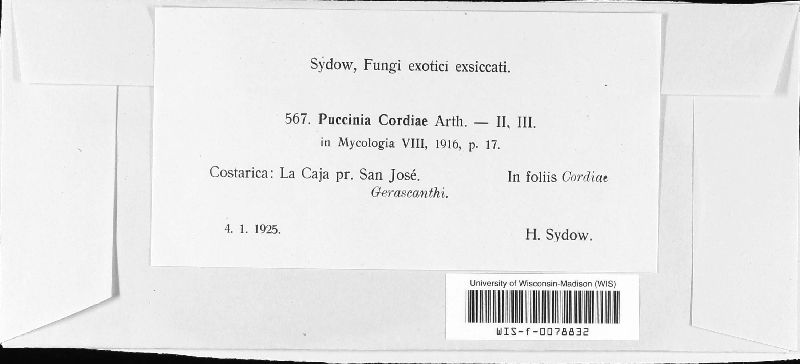 Sydow, Fungi exotici exsiccati.
567. Puccinia Cordiae Arth. — II, III.
in Mycologia VIII, 1916, p. 17.
Costarica: La Caja pr. San José. In foliis Cordiae
Gerascanthi.
4. 1. 1925.
H. Sydow.
University of Wisconsin-Madison (WIS)
WIS-f-0078832